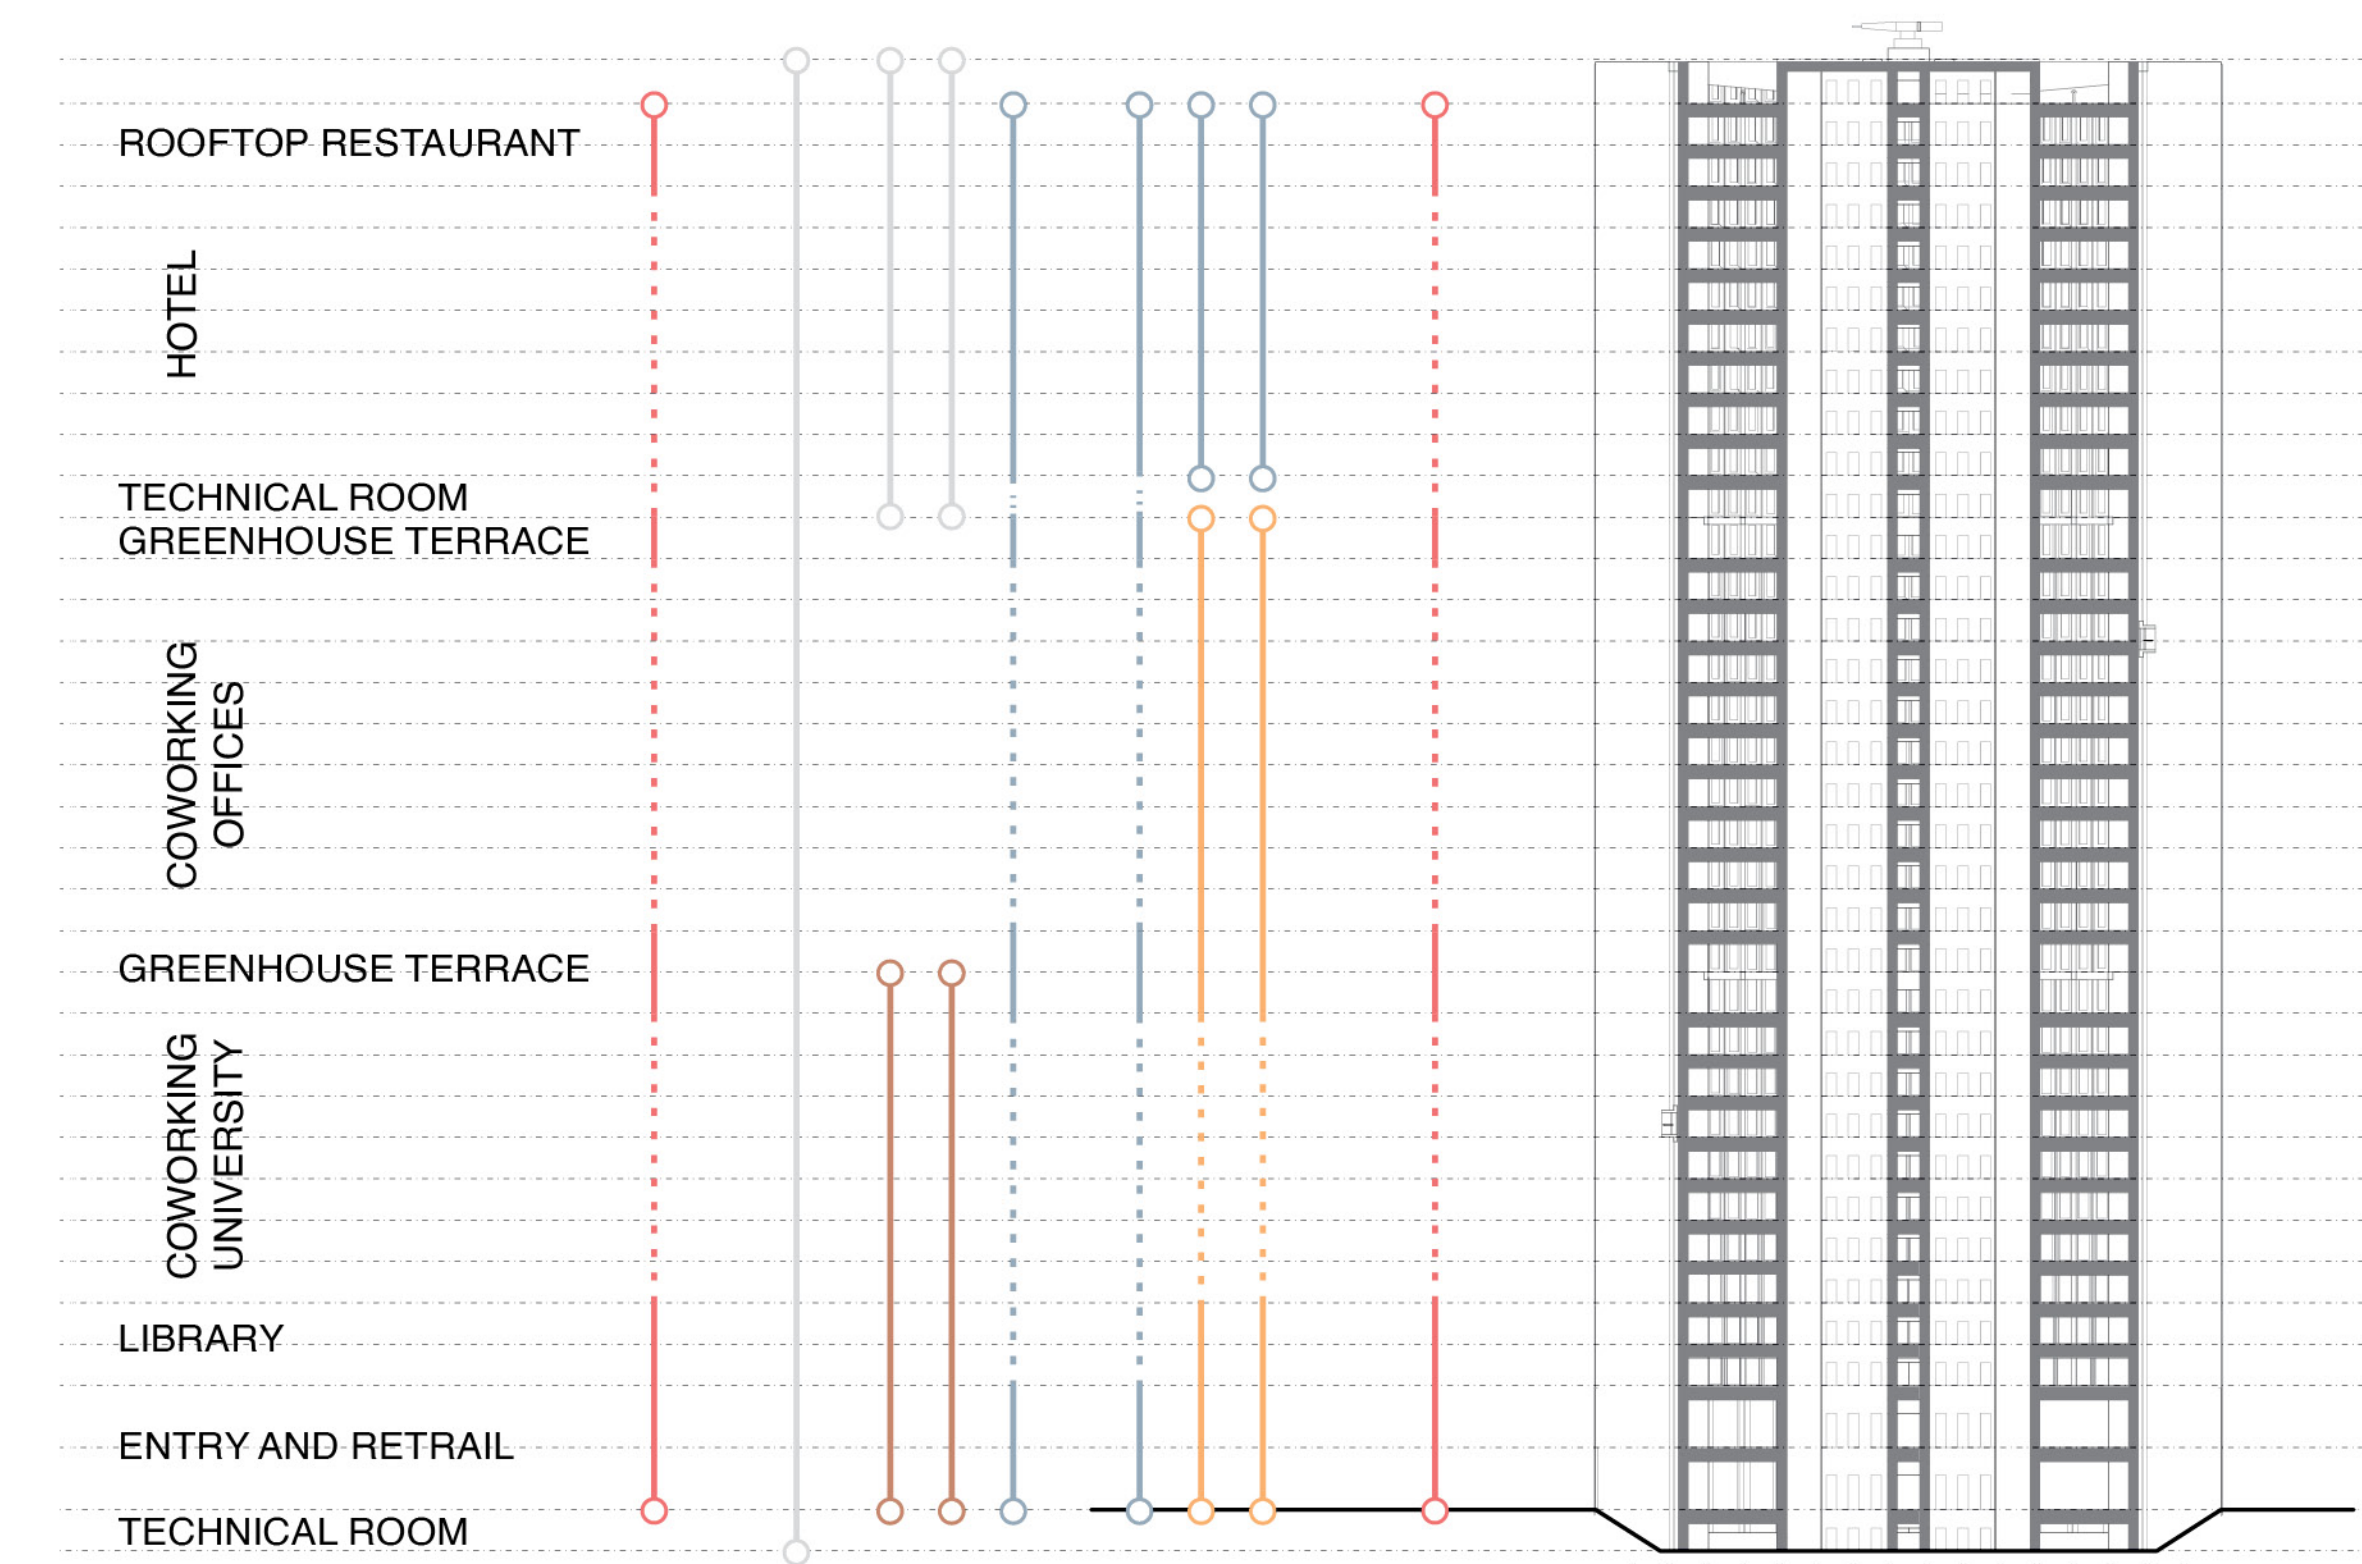 ROOFTOP RESTAURANT
HOTEL
TECHNICAL ROOM
GREENHOUSE TERRACE
COWORKING
OFFICES
GREENHOUSE TERRACE
COWORKING
UNIVERSITY
LIBRARY
ENTRY AND RETRAIL
TECHNICAL ROOM